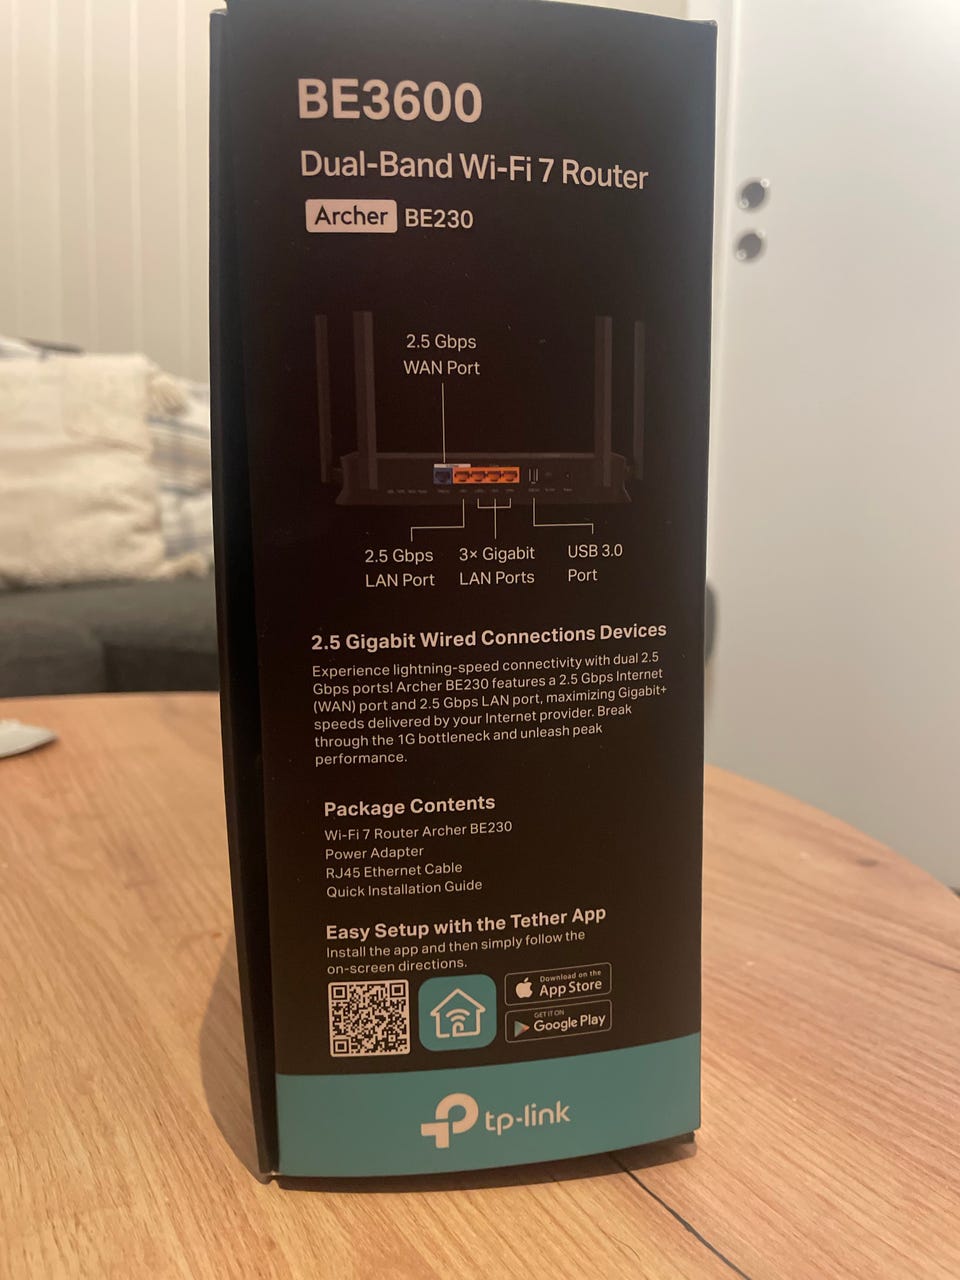 BE3600
Dual-Band Wi-Fi 7 Router
Archer BE230
2.5 Gbps
WAN Port
2.5 Gbps
LAN Port
3× Gigabit
LAN Ports
USB 3.0
Port
2.5 Gigabit Wired Connections Devices
Experience lightning-speed connectivity with dual 2.5
Gbps ports! Archer BE230 features a 2.5 Gbps Internet
(WAN) port and 2.5 Gbps LAN port, maximizing Gigabit+
speeds delivered by your Internet provider. Break
through the 1G bottleneck and unleash peak
performance.
Package Contents
Wi-Fi 7 Router Archer BE230
Power Adapter
RJ45 Ethernet Cable
Quick Installation Guide
Easy Setup with the Tether App
Install the app and then simply follow the
on-screen directions.
Download on the
App Store
GET IT ON
Google Play
tp-link